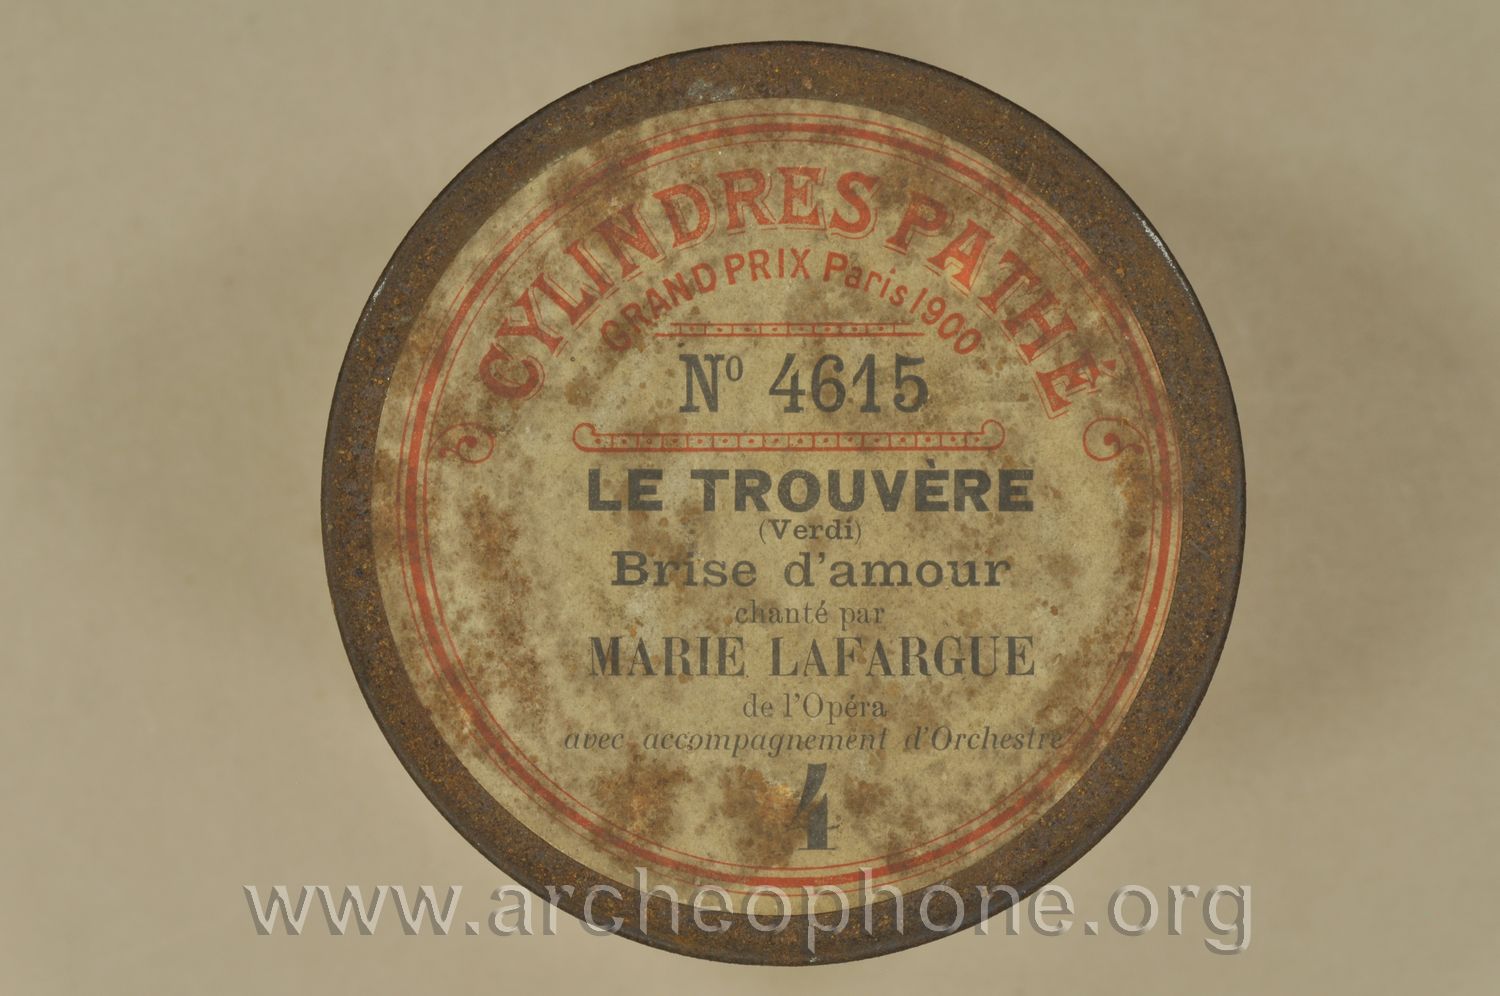 CYLINDRES PATHÉ
GRAND PRIX Paris 1900
Nº 4615
LE TROUVÈRE
(Verdi)
Brise d'amour
chanté par
MARIE LAFARGUE
de l'Opéra
avec accompagnement d'Orchestre
4
www.archeophone.org